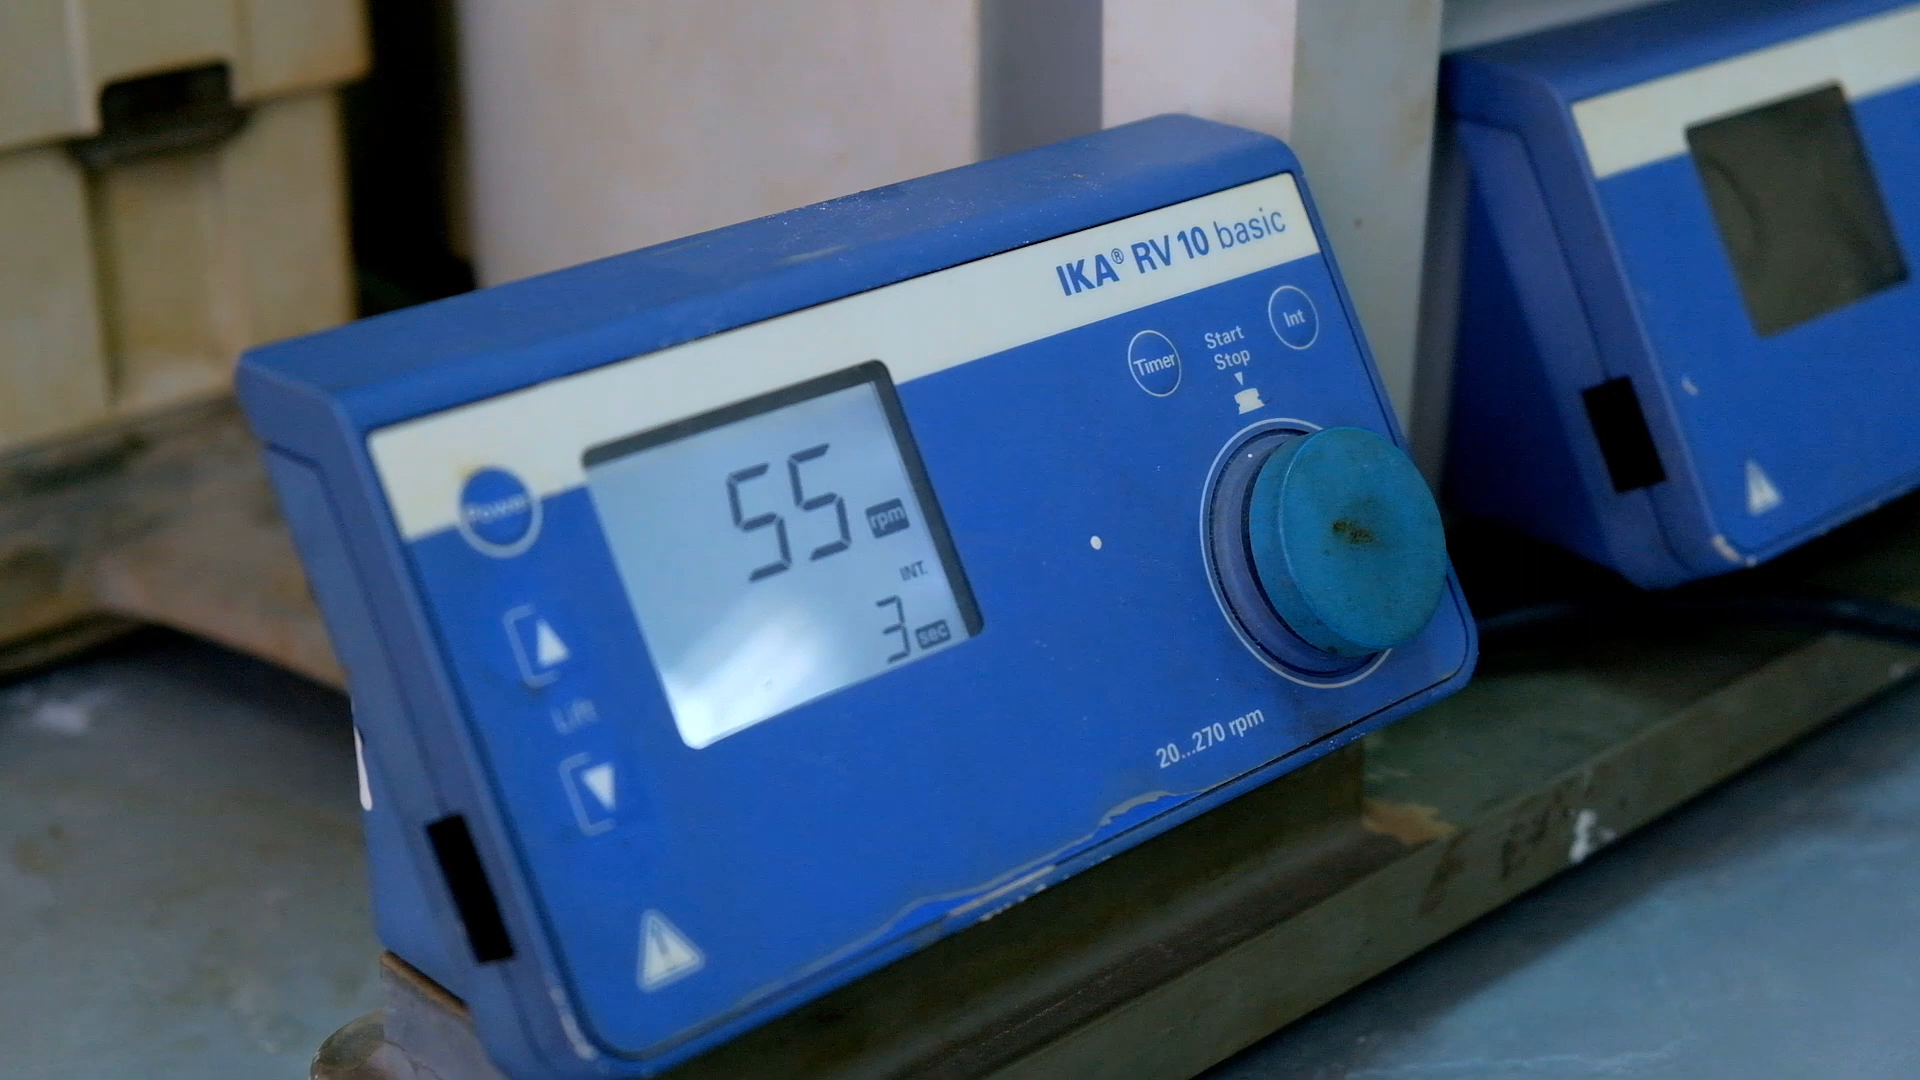 IKA® RV 10 basic
Timer
Start
Stop
Int
Power
55 rpm
INT.
3 sec
Lift
20...270 rpm